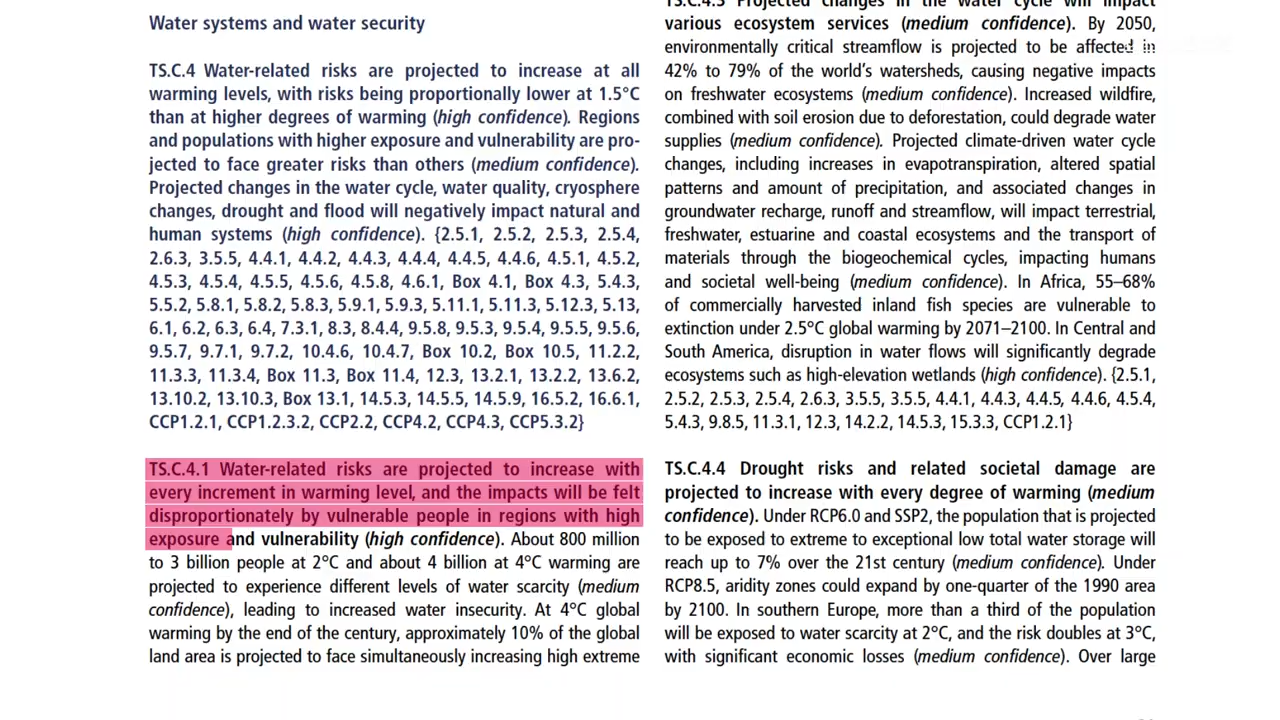 Water systems and water security
TS.C.4 Water-related risks are projected to increase at all
warming levels, with risks being proportionally lower at 1.5°C
than at higher degrees of warming (high confidence). Regions
and populations with higher exposure and vulnerability are pro-
jected to face greater risks than others (medium confidence).
Projected changes in the water cycle, water quality, cryosphere
changes, drought and flood will negatively impact natural and
human systems (high confidence). {2.5.1, 2.5.2, 2.5.3, 2.5.4,
2.6.3, 3.5.5, 4.4.1, 4.4.2, 4.4.3, 4.4.4, 4.4.5, 4.4.6, 4.5.1, 4.5.2,
4.5.3, 4.5.4, 4.5.5, 4.5.6, 4.5.8, 4.6.1, Box 4.1, Box 4.3, 5.4.3,
5.5.2, 5.8.1, 5.8.2, 5.8.3, 5.9.1, 5.9.3, 5.11.1, 5.11.3, 5.12.3, 5.13,
6.1, 6.2, 6.3, 6.4, 7.3.1, 8.3, 8.4.4, 9.5.8, 9.5.3, 9.5.4, 9.5.5, 9.5.6,
9.5.7, 9.7.1, 9.7.2, 10.4.6, 10.4.7, Box 10.2, Box 10.5, 11.2.2,
11.3.3, 11.3.4, Box 11.3, Box 11.4, 12.3, 13.2.1, 13.2.2, 13.6.2,
13.10.2, 13.10.3, Box 13.1, 14.5.3, 14.5.5, 14.5.9, 16.5.2, 16.6.1,
CCP1.2.1, CCP1.2.3.2, CCP2.2, CCP4.2, CCP4.3, CCP5.3.2}
TS.C.4.1 Water-related risks are projected to increase with
every increment in warming level, and the impacts will be felt
disproportionately by vulnerable people in regions with high
exposure and vulnerability (high confidence). About 800 million
to 3 billion people at 2°C and about 4 billion at 4°C warming are
projected to experience different levels of water scarcity (medium
confidence), leading to increased water insecurity. At 4°C global
warming by the end of the century, approximately 10% of the global
land area is projected to face simultaneously increasing high extreme
TS.C.4.3 Projected changes in the water cycle will impact
various ecosystem services (medium confidence). By 2050,
environmentally critical streamflow is projected to be affected in
42% to 79% of the world's watersheds, causing negative impacts
on freshwater ecosystems (medium confidence). Increased wildfire,
combined with soil erosion due to deforestation, could degrade water
supplies (medium confidence). Projected climate-driven water cycle
changes, including increases in evapotranspiration, altered spatial
patterns and amount of precipitation, and associated changes in
groundwater recharge, runoff and streamflow, will impact terrestrial,
freshwater, estuarine and coastal ecosystems and the transport of
materials through the biogeochemical cycles, impacting humans
and societal well-being (medium confidence). In Africa, 55–68%
of commercially harvested inland fish species are vulnerable to
extinction under 2.5°C global warming by 2071–2100. In Central and
South America, disruption in water flows will significantly degrade
ecosystems such as high-elevation wetlands (high confidence). {2.5.1,
2.5.2, 2.5.3, 2.5.4, 2.6.3, 3.5.5, 3.5.5, 4.4.1, 4.4.3, 4.4.5, 4.4.6, 4.5.4,
5.4.3, 9.8.5, 11.3.1, 12.3, 14.2.2, 14.5.3, 15.3.3, CCP1.2.1}
TS.C.4.4 Drought risks and related societal damage are
projected to increase with every degree of warming (medium
confidence). Under RCP6.0 and SSP2, the population that is projected
to be exposed to extreme to exceptional low total water storage will
reach up to 7% over the 21st century (medium confidence). Under
RCP8.5, aridity zones could expand by one-quarter of the 1990 area
by 2100. In southern Europe, more than a third of the population
will be exposed to water scarcity at 2°C, and the risk doubles at 3°C,
with significant economic losses (medium confidence). Over large